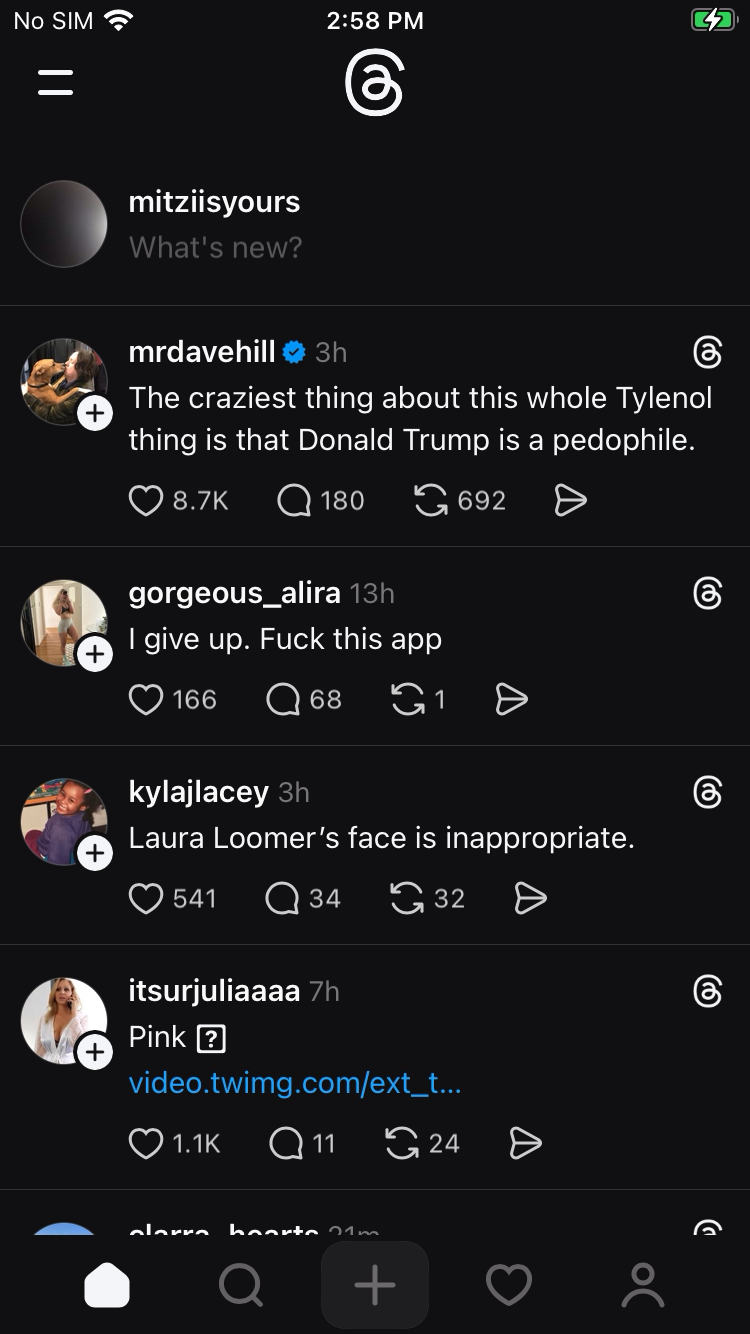 No SIM 2:58 PM
mitziisyours
What's new?
mrdavehill 3h
The craziest thing about this whole Tylenol
thing is that Donald Trump is a pedophile.
8.7K 180 692
gorgeous_alira 13h
I give up. Fuck this app
166 68 1
kylajlacey 3h
Laura Loomer’s face is inappropriate.
541 34 32
itsurjuliaaaa 7h
Pink
video.twimg.com/ext_t...
1.1K 11 24